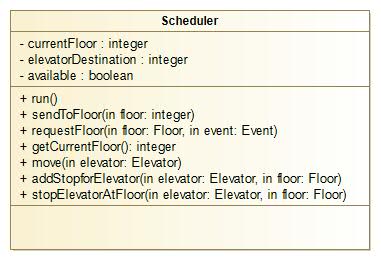 Scheduler
- currentFloor : integer
- elevatorDestination : integer
- available : boolean
+ run()
+ sendToFloor(in floor: integer)
+ requestFloor(in floor: Floor, in event: Event)
+ getCurrentFloor(): integer
+ move(in elevator: Elevator)
+ addStopforElevator(in elevator: Elevator, in floor: Floor)
+ stopElevatorAtFloor(in elevator: Elevator, in floor: Floor)